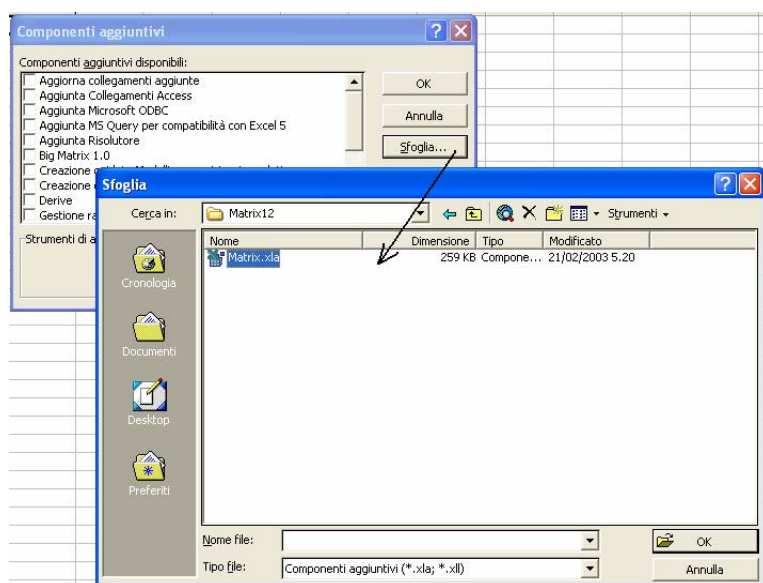 Componenti aggiuntivi
Componenti aggiuntivi disponibili:
Aggiorna collegamenti aggiunte
Aggiunta Collegamenti Access
Aggiunta Microsoft ODBC
Aggiunta MS Query per compatibilità con Excel 5
Aggiunta Risolutore
Big Matrix 1.0
Creazione
Creazione
Derive
Gestione
OK
Annulla
Sfoglia...
Strumenti di
Sfoglia
Cerca in:
Matrix12
Strumenti
Nome
Dimensione
Tipo
Modificato
Matrix.xla
259 KB
Compone...
21/02/2003 5.20
Cronologia
Documenti
Desktop
Preferiti
Nome file:
OK
Tipo file:
Componenti aggiuntivi (*.xla; *.xll)
Annulla